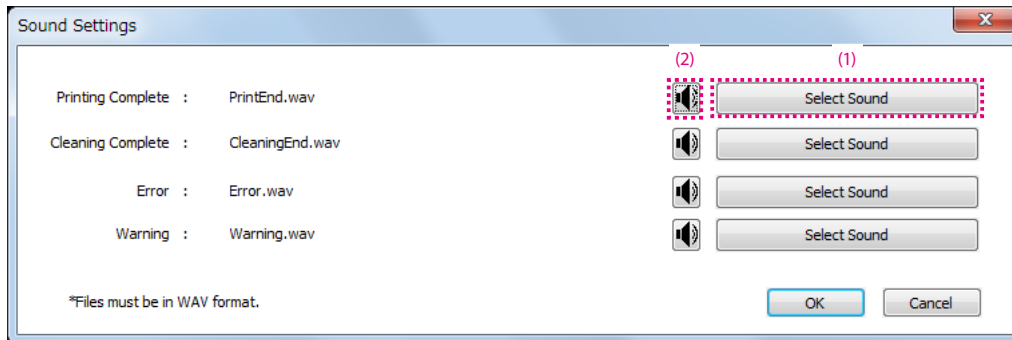 Sound Settings
(2) (1)
Printing Complete : PrintEnd.wav Select Sound
Cleaning Complete : CleaningEnd.wav Select Sound
Error : Error.wav Select Sound
Warning : Warning.wav Select Sound
*Files must be in WAV format. OK Cancel